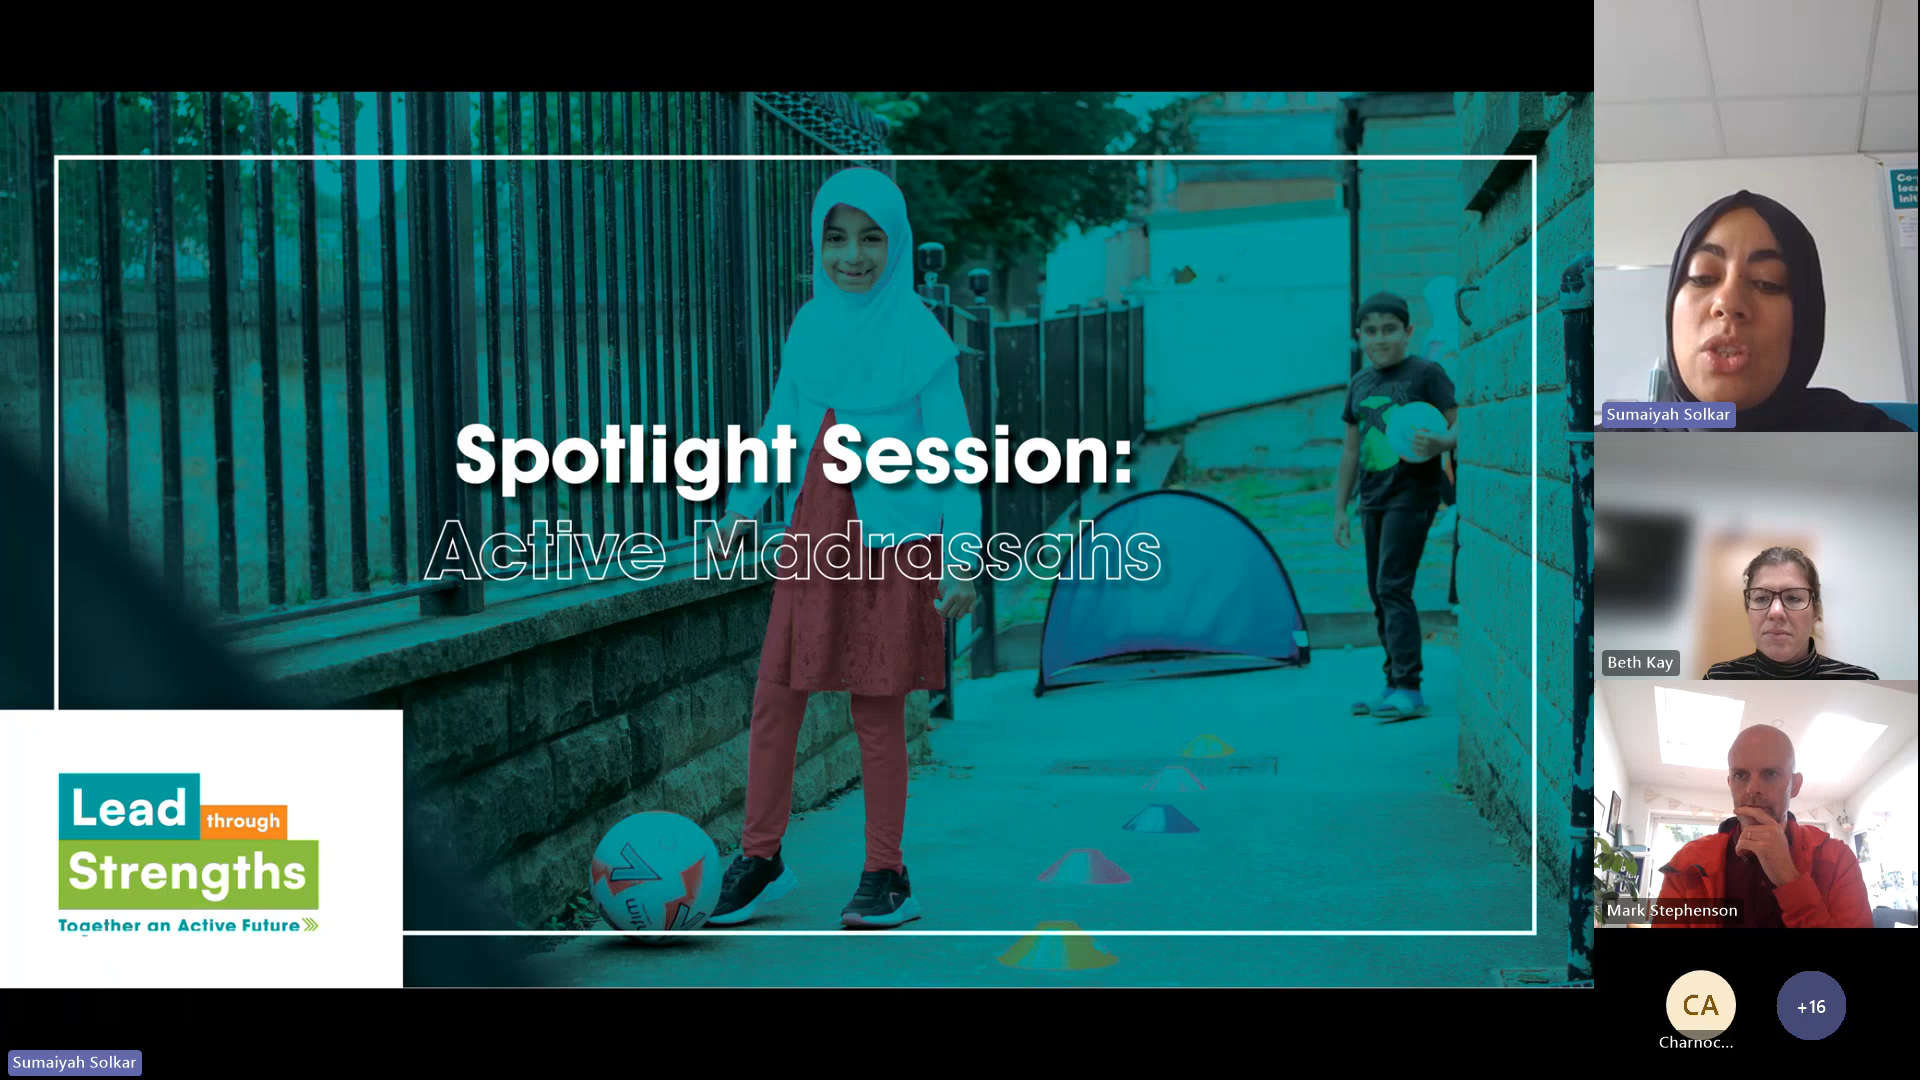 Spotlight Session:
Active Madrassahs
Lead
through
Strengths
Together an Active Future
Sumaiyah Solkar
Sumaiyah Solkar
Beth Kay
Mark Stephenson
CA
Charnoc...
+16